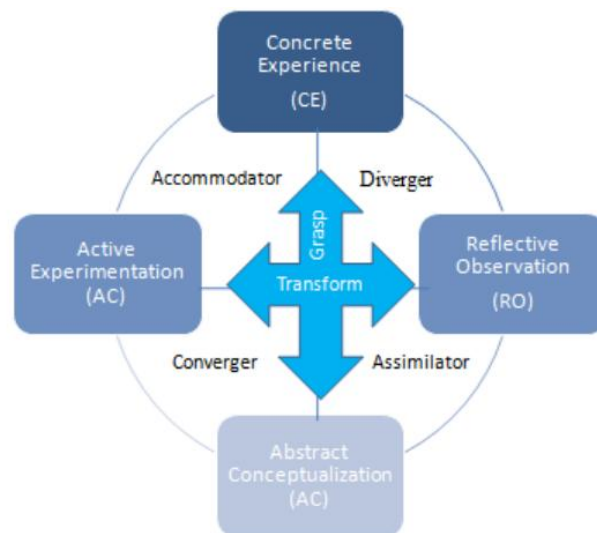 Concrete
Experience
(CE)
Accommodator
Diverger
Grasp
Active
Experimentation
(AC)
Transform
Reflective
Observation
(RO)
Converger
Assimilator
Abstract
Conceptualization
(AC)